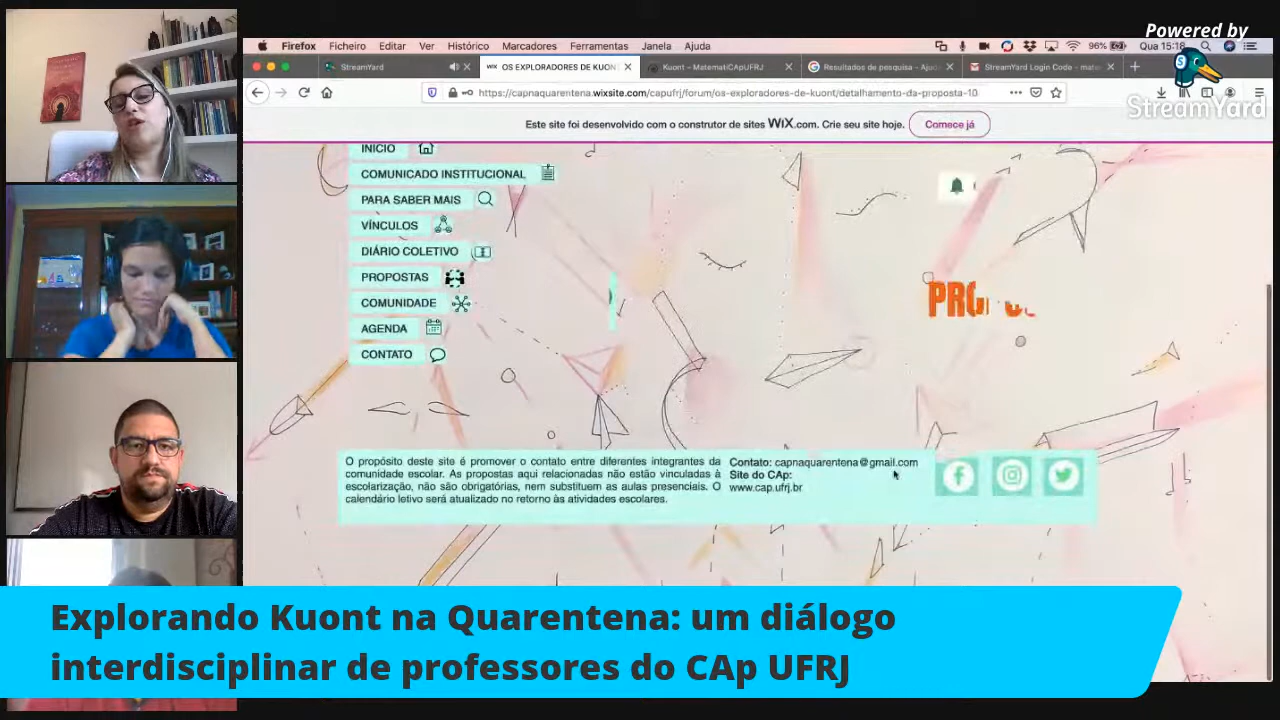 Powered by
StreamYard
Firefox Ficheiro Editar Ver Histórico Marcadores Ferramentas Janela Ajuda
96%
Qua 15:18
StreamYard
WIX OS EXPLORADORES DE KUONT
Kuont – MatematiCApUFRJ
Resultados de pesquisa - Ajud
StreamYard Login Code - mate
https://capnaquarentena.wixsite.com/capufrj/forum/os-exploradores-de-kuont/detalhamento-da-proposta-10
Este site foi desenvolvido com o construtor de sites WiX.com. Crie seu site hoje.
Comece já
INÍCIO
COMUNICADO INSTITUCIONAL
PARA SABER MAIS
VÍNCULOS
DIÁRIO COLETIVO
PROPOSTAS
COMUNIDADE
AGENDA
CONTATO
O propósito deste site é promover o contato entre diferentes integrantes da
comunidade escolar. As propostas aqui relacionadas não estão vinculadas à
escolarização, não são obrigatórias, nem substituem as aulas presenciais. O
calendário letivo será atualizado no retorno às atividades escolares.
Contato: capnaquarentena@gmail.com
Site do CAp:
www.cap.ufrj.br
Explorando Kuont na Quarentena: um diálogo
interdisciplinar de professores do CAp UFRJ